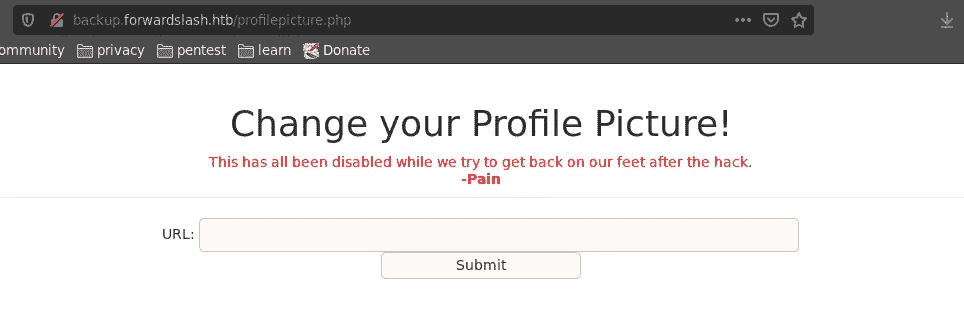 backup.forwardslash.htb/profilepicture.php
ommunity privacy pentest learn Donate
Change your Profile Picture!
This has all been disabled while we try to get back on our feet after the hack.
-Pain
URL:
Submit